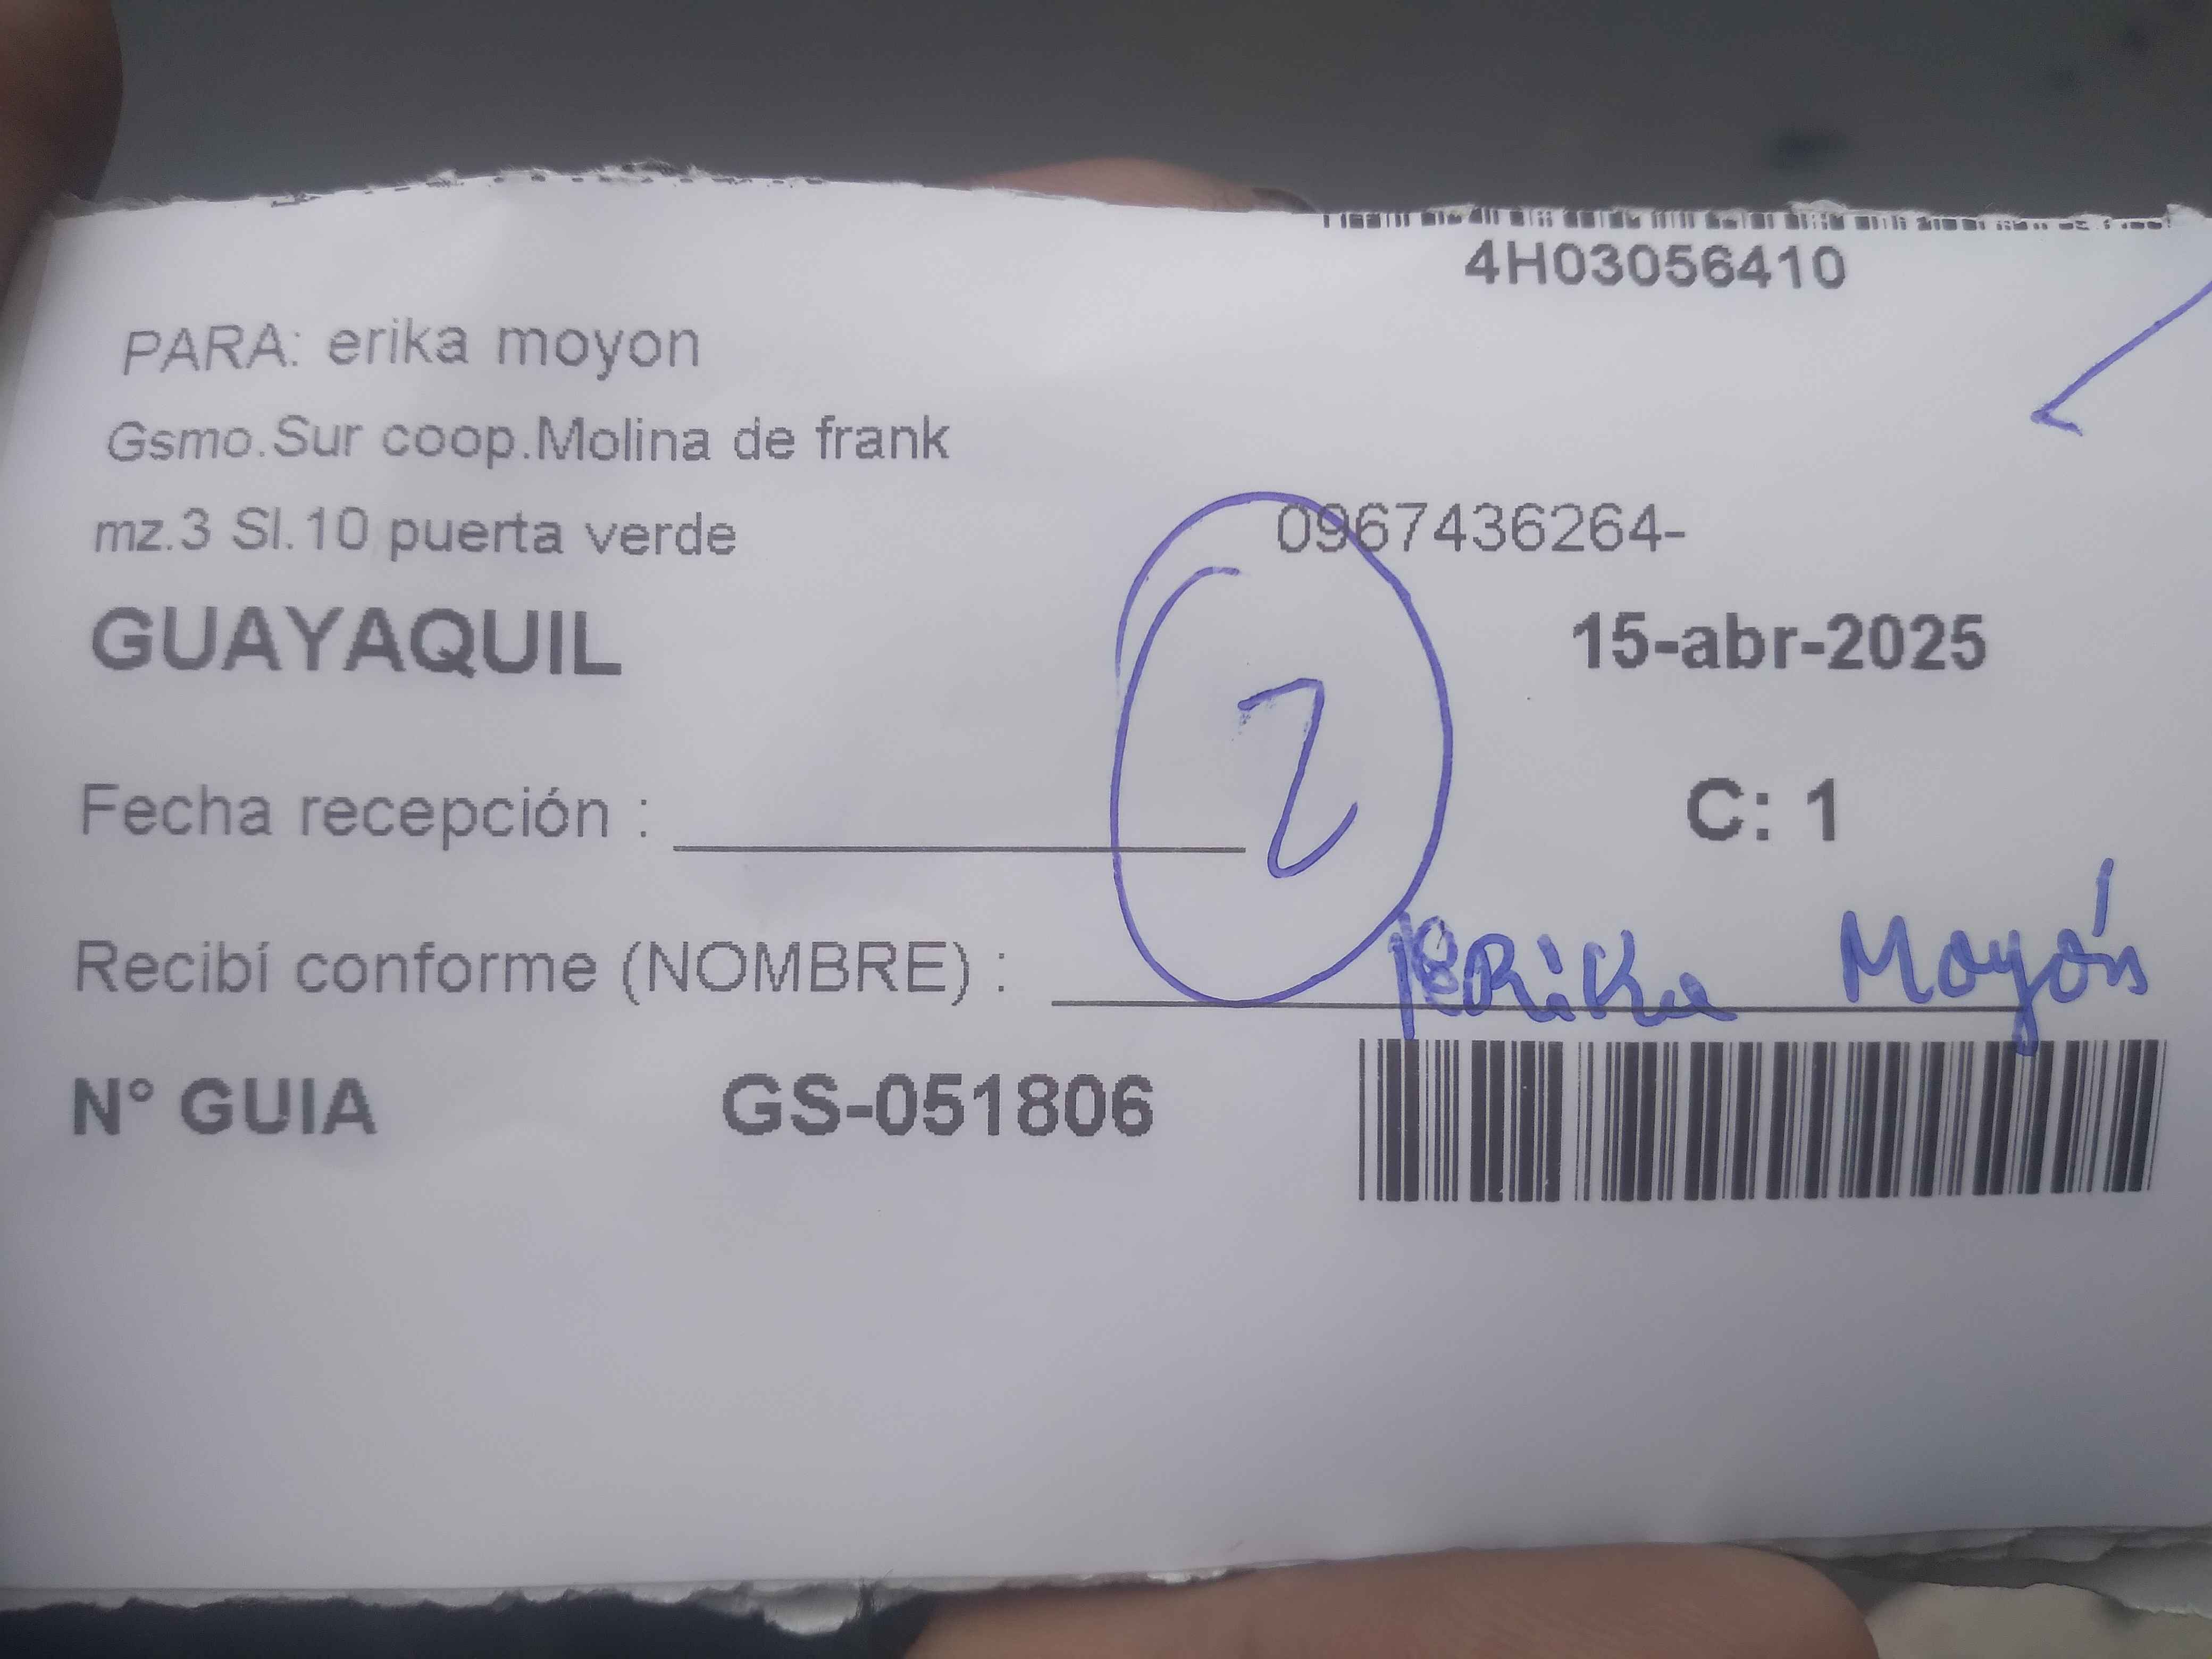 4H03056410
PARA: erika moyon
Gsmo.Sur coop.Molina de frank
mz.3 Sl.10 puerta verde
0967436264-
GUAYAQUIL
15-abr-2025
2
Fecha recepción :
C: 1
Recibí conforme (NOMBRE) : Erika Moyón
N° GUIA GS-051806